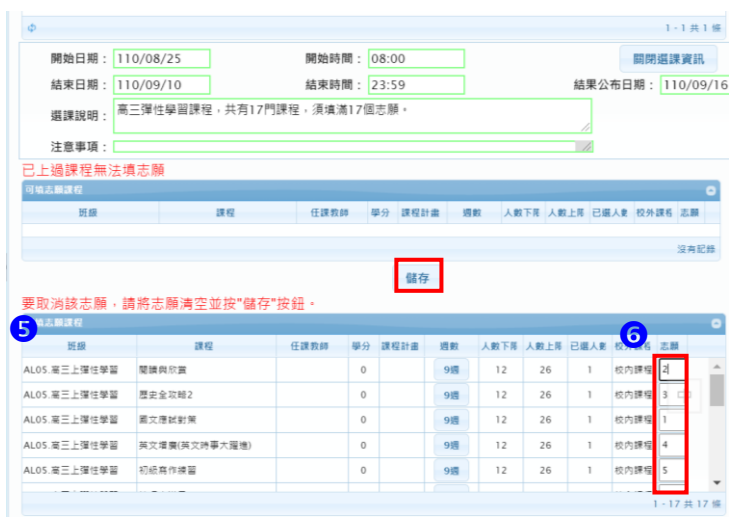 1 - 1 共 1 條
開始日期： 110/08/25 開始時間： 08:00 關閉選課資訊
結束日期： 110/09/10 結束時間： 23:59 結果公布日期： 110/09/16
選課說明： 高三彈性學習課程，共有17門課程，須填滿17個志願。
注意事項：
已上過課程無法填志願
可填志願課程
班級 課程 任課教師 學分 課程計畫 週數 人數下限 人數上限 已選人數 校外課程 志願
沒有記錄
儲存
要取消該志願，請將志願清空並按"儲存"按鈕。
5 填志願課程 6
班級 課程 任課教師 學分 課程計畫 週數 人數下限 人數上限 已選人數 志願
AL05.高三上彈性學習 閱讀與欣賞 0 9週 12 26 1 校內課程 2
AL05.高三上彈性學習 歷史全攻略2 0 9週 12 26 1 校內課程 3
AL05.高三上彈性學習 國文應試對策 0 9週 12 26 1 校內課程 1
AL05.高三上彈性學習 英文增廣(英文時事大躍進) 0 9週 12 26 1 校內課程 4
AL05.高三上彈性學習 初級寫作練習 0 9週 12 26 1 校內課程 5
1 - 17 共 17 條